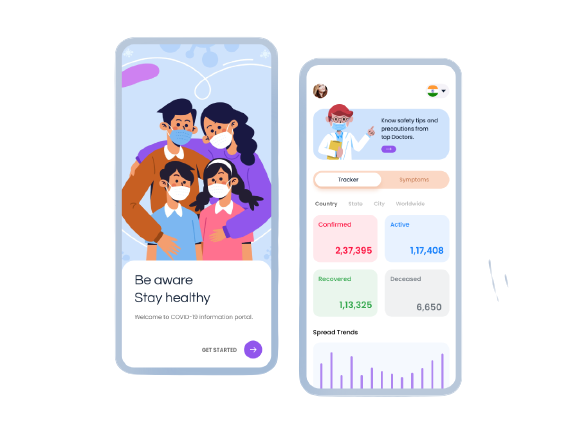 Be aware
Stay healthy
Welcome to COVID-19 information portal.
GET STARTED
Know safety tips and
precautions from
top Doctors.
Tracker
Symptoms
Country
State
City
Worldwide
Confirmed
2,37,395
Active
1,17,408
Recovered
1,13,325
Deceased
6,650
Spread Trends